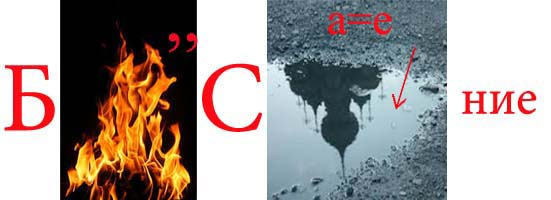 Б ,, С а=е ние